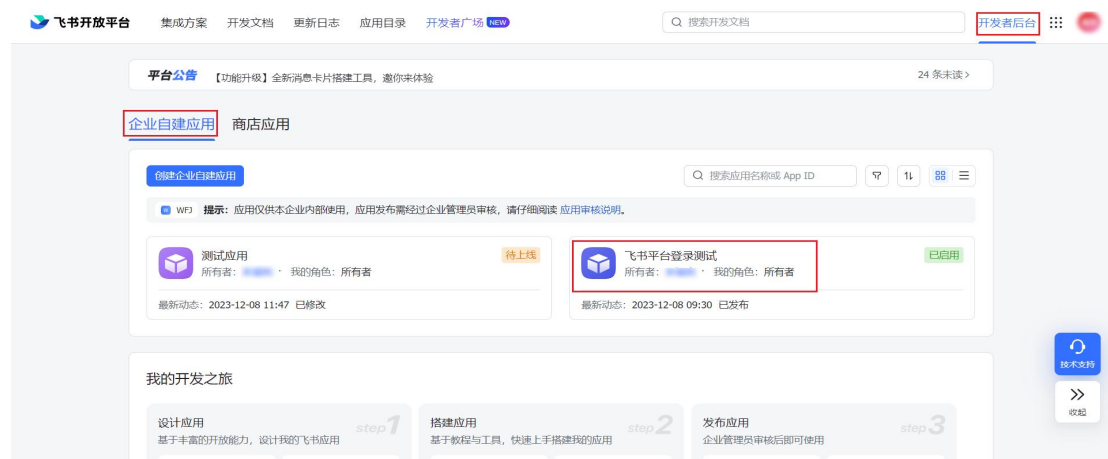 飞书开放平台 集成方案 开发文档 更新日志 应用目录 开发者广场 NEW 搜索开发文档 开发者后台
平台公告 【功能升级】全新消息卡片搭建工具，邀你来体验 24 条未读 >
企业自建应用 商店应用
创建企业自建应用 搜索应用名称或 App ID
WFJ 提示：应用仅供本企业内部使用，应用发布需经过企业管理员审核，请仔细阅读 应用审核说明。
测试应用 待上线
所有者： · 我的角色：所有者
最新动态：2023-12-08 11:47 已修改
飞书平台登录测试 已启用
所有者： · 我的角色：所有者
最新动态：2023-12-08 09:30 已发布
技术支持
收起
我的开发之旅
设计应用 step 1
基于丰富的开放能力，设计我的飞书应用
搭建应用 step 2
基于教程与工具，快速上手搭建我的应用
发布应用 step 3
企业管理员审核后即可使用